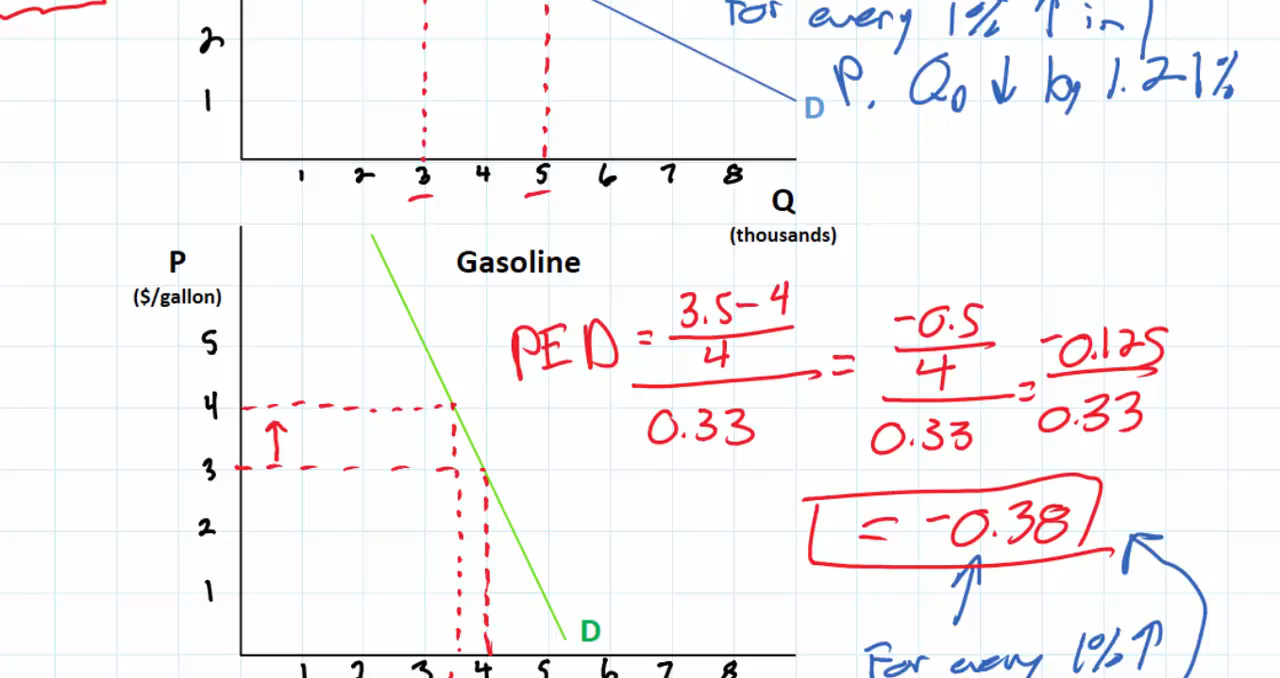 For every 1% ↑ in
2
P, Q₀ ↓ by 1.21%
1
D
1 2 3 4 5 6 7 8
Q
(thousands)
P
($/gallon)
Gasoline
5
4
3
2
1
PED = 3.5-4 / 4 / 0.33 = -0.5 / 4 / 0.33 = -0.125 / 0.33
= -0.38
D
For every 1% ↑
1 2 3 4 5 6 7 8